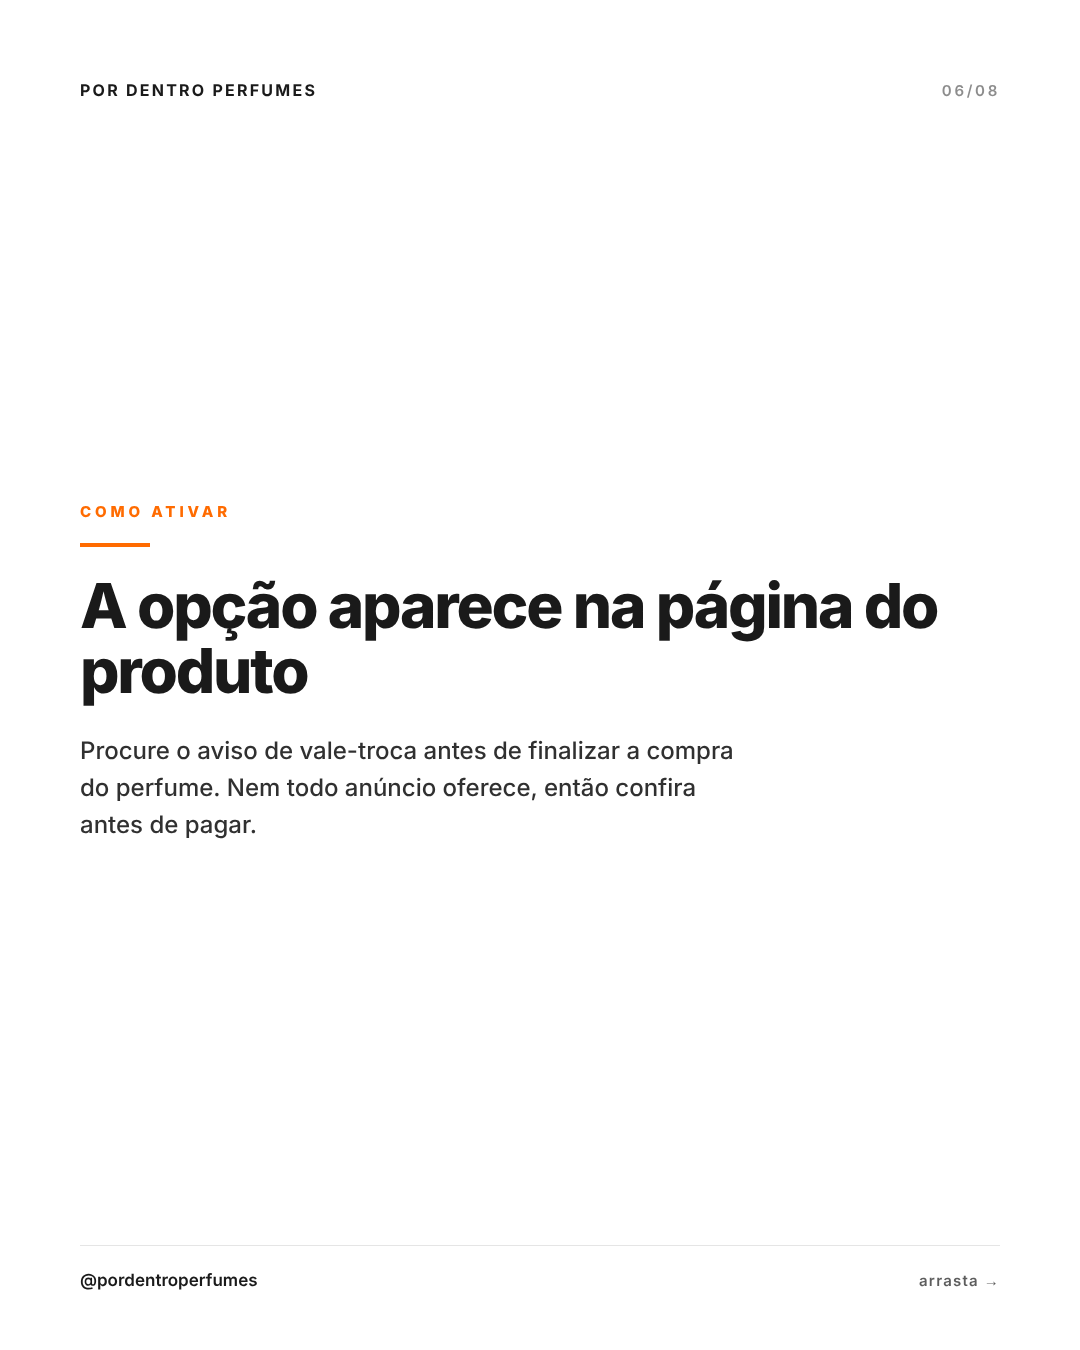 POR DENTRO PERFUMES
06/08
COMO ATIVAR
A opção aparece na página do
produto
Procure o aviso de vale-troca antes de finalizar a compra
do perfume. Nem todo anúncio oferece, então confira
antes de pagar.
@pordentroperfumes
arrasta →